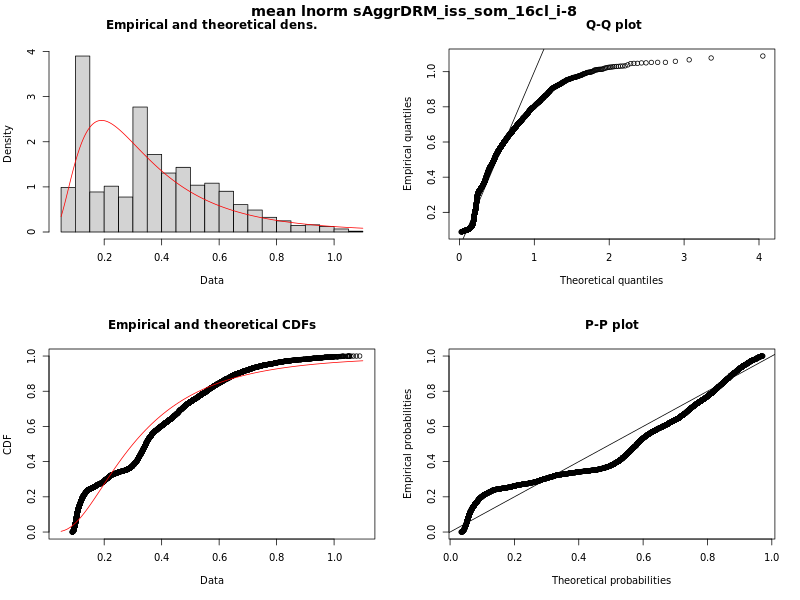 mean lnorm sAggrDRM_iss_som_16cl_i-8
Empirical and theoretical dens.
Density
0 1 2 3 4
0.2 0.4 0.6 0.8 1.0
Data
Q-Q plot
Empirical quantiles
0.2 0.4 0.6 0.8 1.0
0 1 2 3 4
Theoretical quantiles
Empirical and theoretical CDFs
CDF
0.0 0.2 0.4 0.6 0.8 1.0
0.2 0.4 0.6 0.8 1.0
Data
P-P plot
Empirical probabilities
0.0 0.2 0.4 0.6 0.8 1.0
0.0 0.2 0.4 0.6 0.8 1.0
Theoretical probabilities